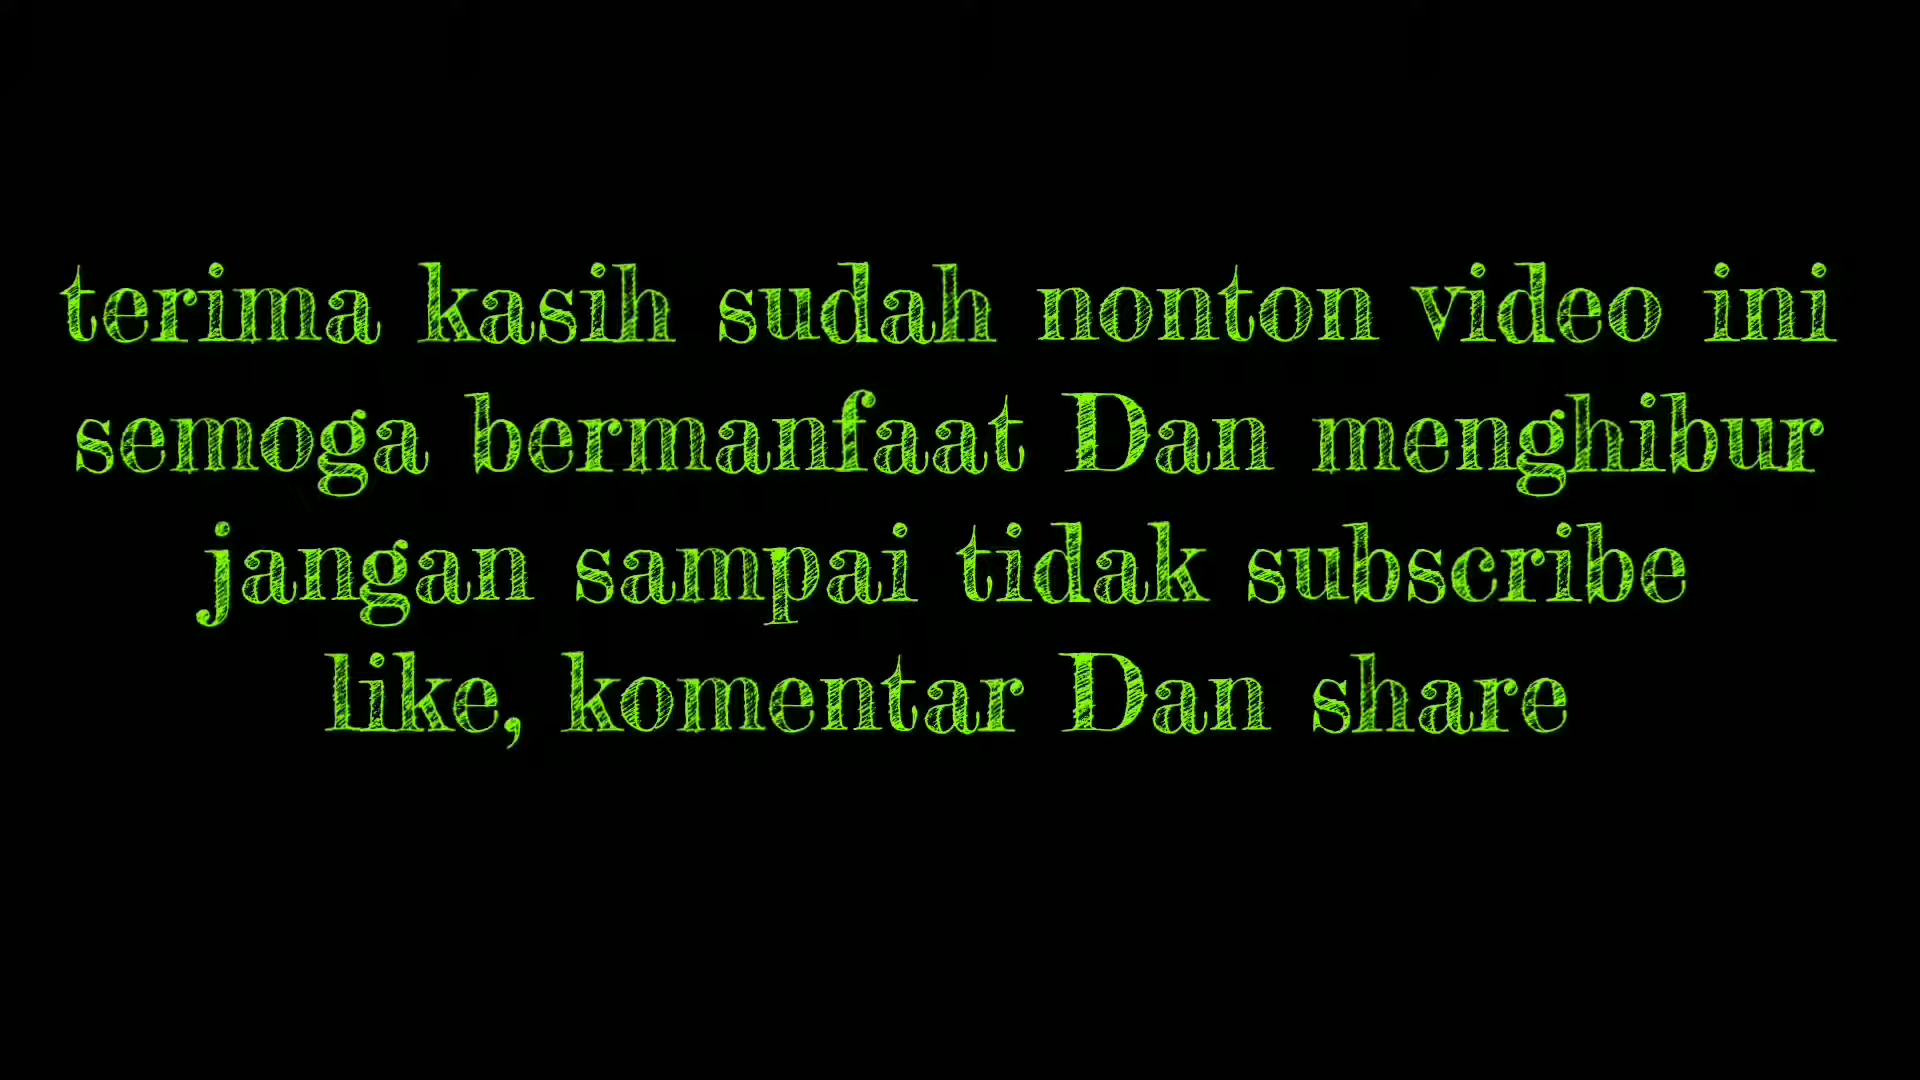 terima kasih sudah nonton video ini
semoga bermanfaat Dan menghibur
jangan sampai tidak subscribe
like, komentar Dan share